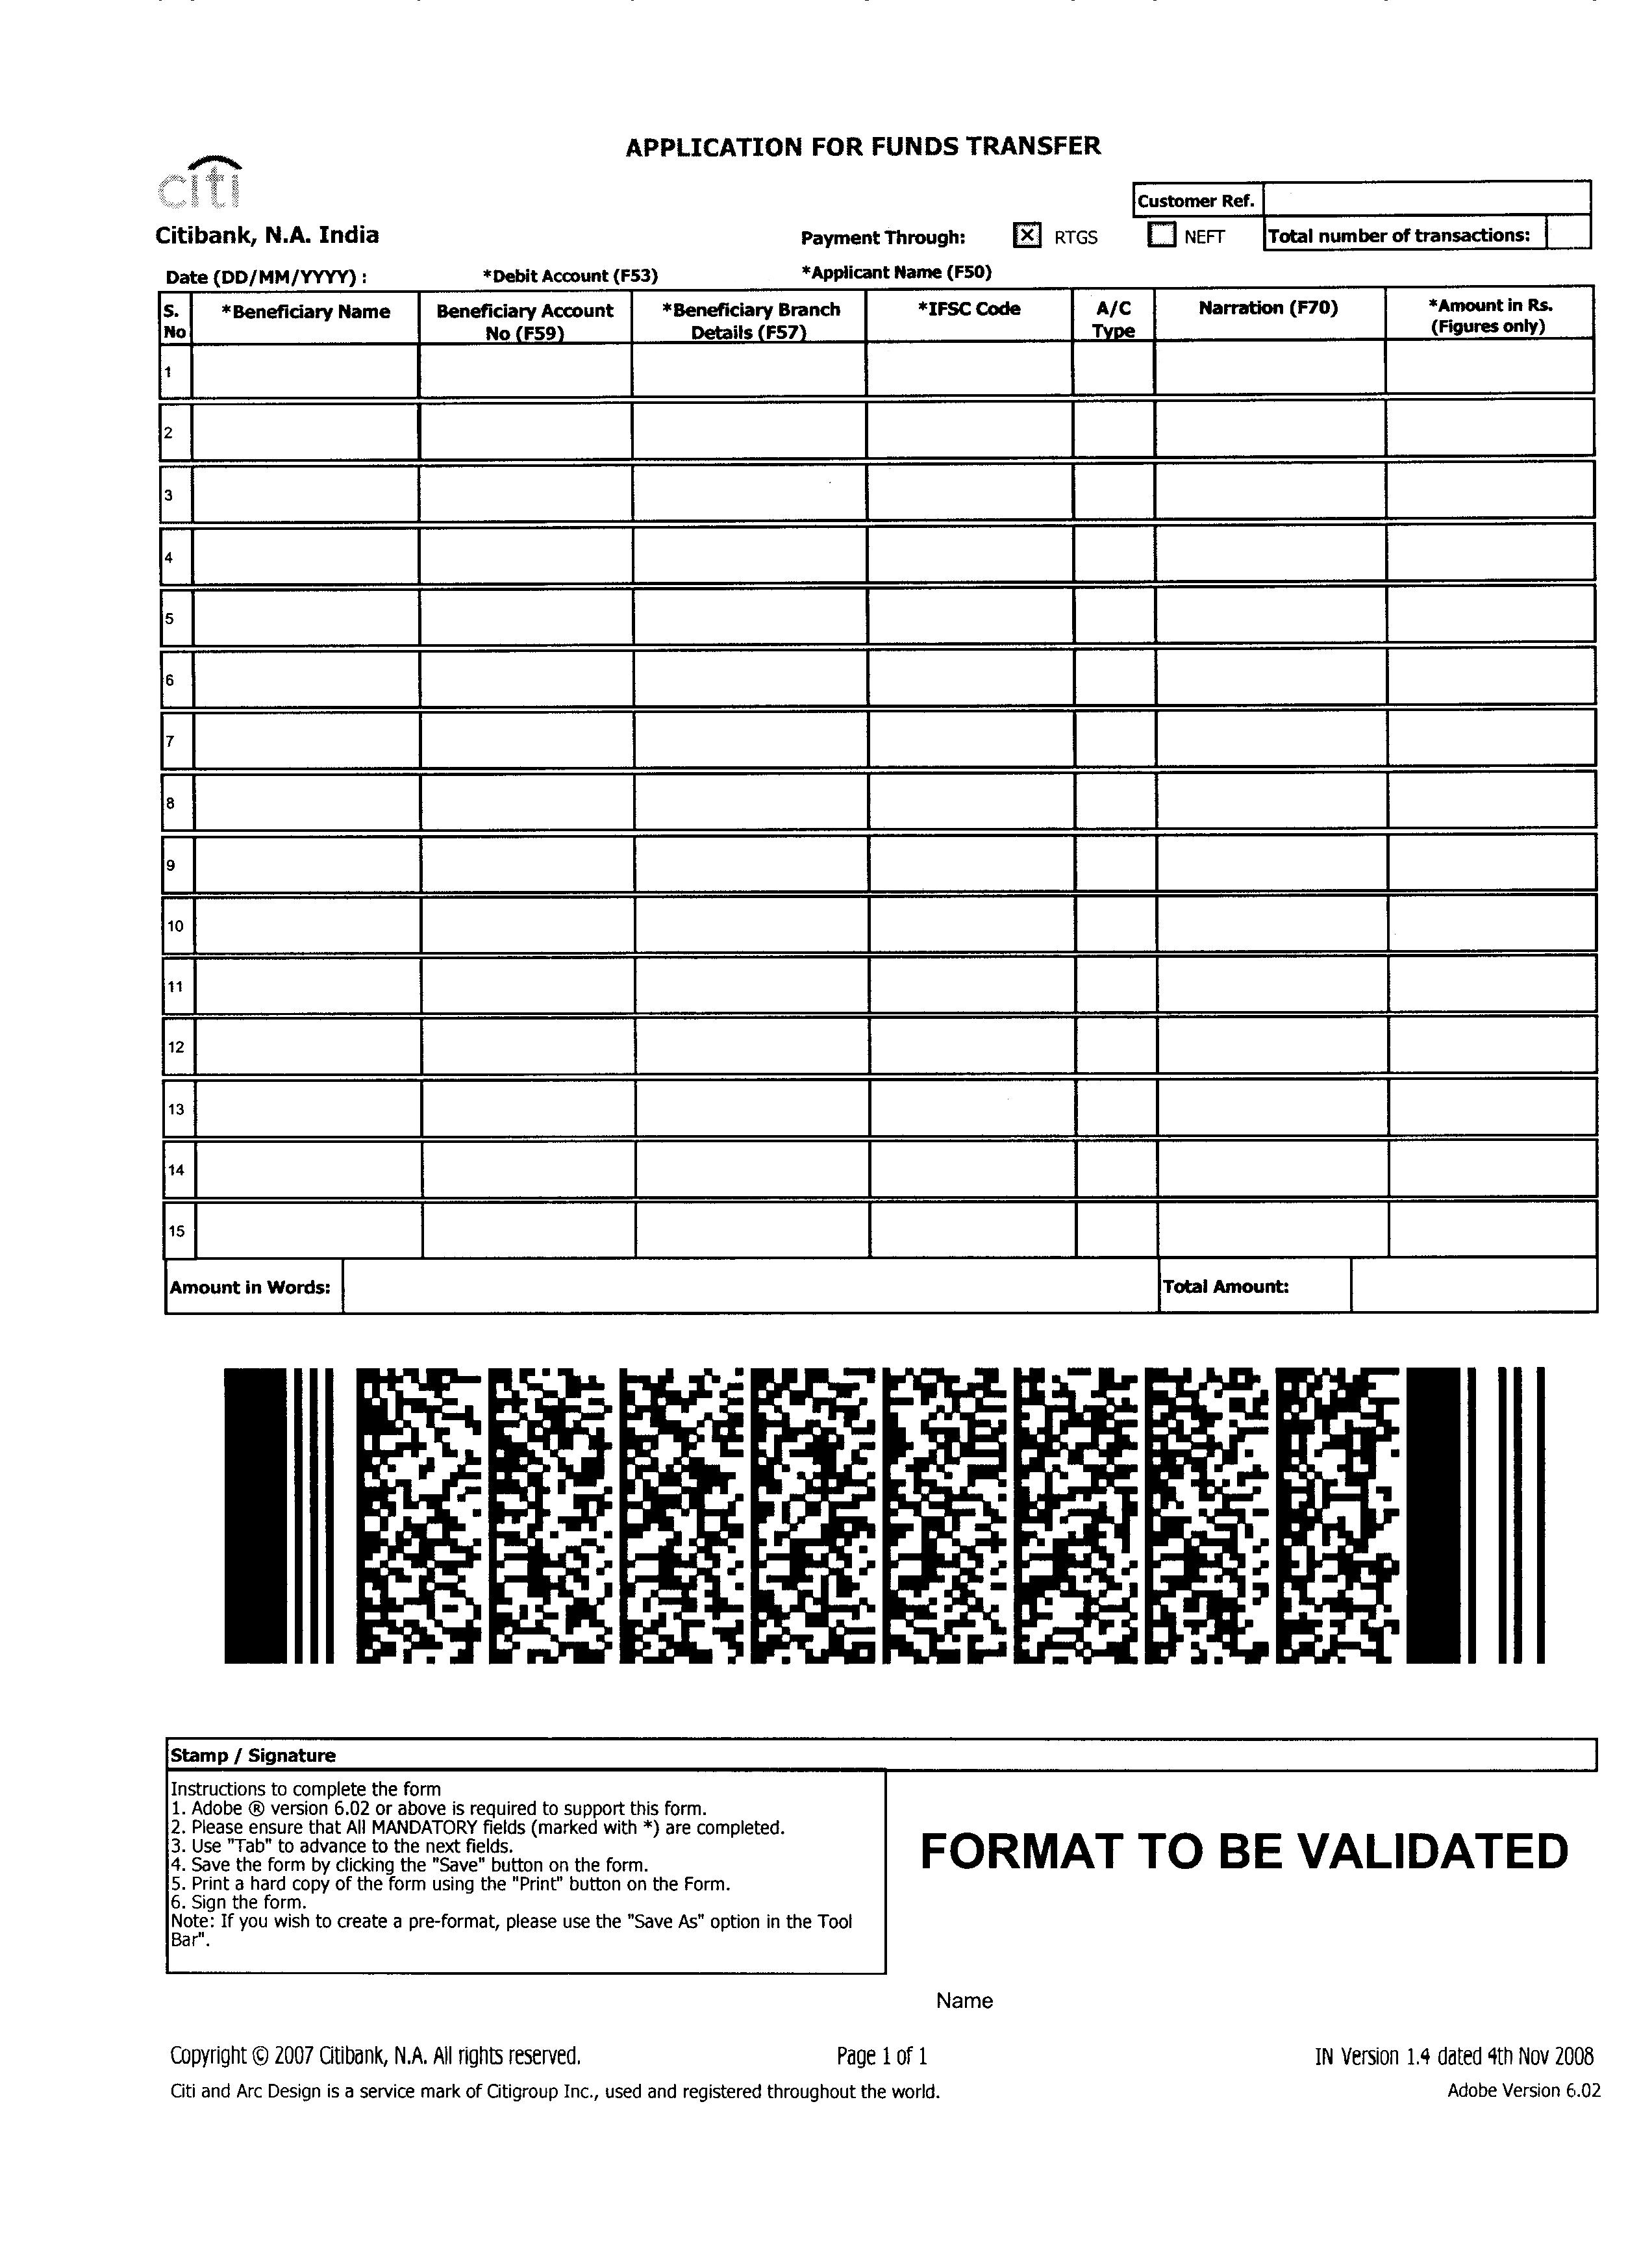 APPLICATION FOR FUNDS TRANSFER
citi
Customer Ref.
Citibank, N.A. India
Payment Through: RTGS NEFT Total number of transactions:
Date (DD/MM/YYYY) : *Debit Account (F53) *Applicant Name (F50)
S. No *Beneficiary Name Beneficiary Account No (F59) *Beneficiary Branch Details (F57) *IFSC Code A/C Type Narration (F70) *Amount in Rs. (Figures only)
1
2
3
4
5
6
7
8
9
10
11
12
13
14
15
Amount in Words: Total Amount:
Stamp / Signature
Instructions to complete the form
1. Adobe ® version 6.02 or above is required to support this form.
2. Please ensure that All MANDATORY fields (marked with *) are completed.
3. Use "Tab" to advance to the next fields.
4. Save the form by clicking the "Save" button on the form.
5. Print a hard copy of the form using the "Print" button on the Form.
6. Sign the form.
Note: If you wish to create a pre-format, please use the "Save As" option in the Tool
Bar".
FORMAT TO BE VALIDATED
Name
Copyright © 2007 Citibank, N.A. All rights reserved. Page 1 of 1 IN Version 1.4 dated 4th Nov 2008
Citi and Arc Design is a service mark of Citigroup Inc., used and registered throughout the world. Adobe Version 6.02